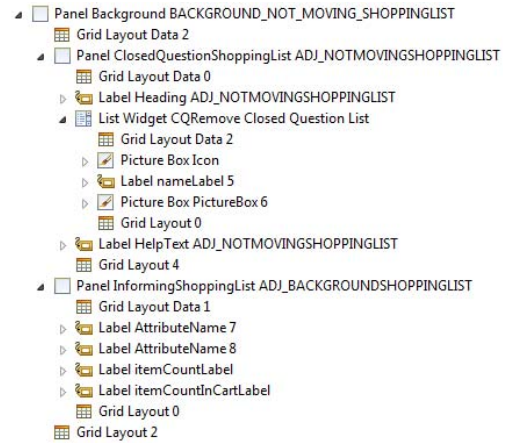 Panel Background BACKGROUND_NOT_MOVING_SHOPPINGLIST
Grid Layout Data 2
Panel ClosedQuestionShoppingList ADJ_NOTMOVINGSHOPPINGLIST
Grid Layout Data 0
Label Heading ADJ_NOTMOVINGSHOPPINGLIST
List Widget CQRemove Closed Question List
Grid Layout Data 2
Picture Box Icon
Label nameLabel 5
Picture Box PictureBox 6
Grid Layout 0
Label HelpText ADJ_NOTMOVINGSHOPPINGLIST
Grid Layout 4
Panel InformingShoppingList ADJ_BACKGROUNDSHOPPINGLIST
Grid Layout Data 1
Label AttributeName 7
Label AttributeName 8
Label itemCountLabel
Label itemCountInCartLabel
Grid Layout 0
Grid Layout 2